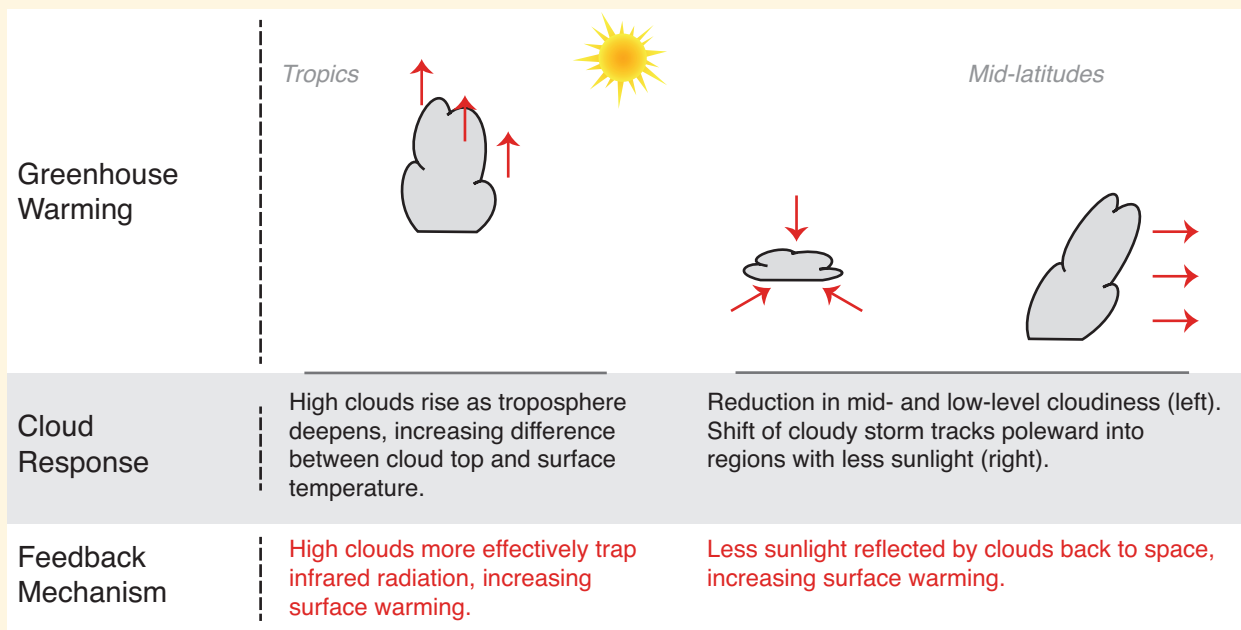 Tropics
Mid-latitudes
Greenhouse
Warming
Cloud
Response
High clouds rise as troposphere
deepens, increasing difference
between cloud top and surface
temperature.
Reduction in mid- and low-level cloudiness (left).
Shift of cloudy storm tracks poleward into
regions with less sunlight (right).
Feedback
Mechanism
High clouds more effectively trap
infrared radiation, increasing
surface warming.
Less sunlight reflected by clouds back to space,
increasing surface warming.